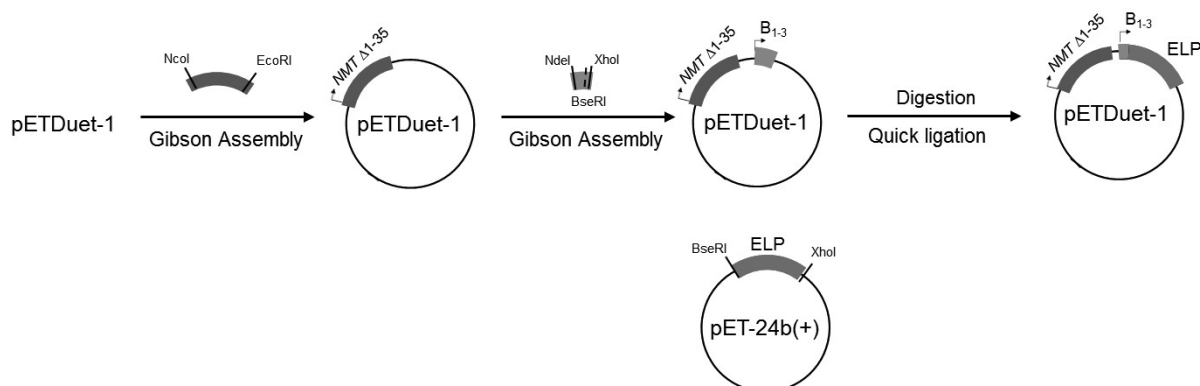 pETDuet-1
NcoI
EcoRI
Gibson Assembly
NMT Δ1-35
pETDuet-1
NdeI
XhoI
BseRI
Gibson Assembly
NMT Δ1-35
B1-3
pETDuet-1
Digestion
Quick ligation
NMT Δ1-35
B1-3
ELP
pETDuet-1
BseRI
ELP
XhoI
pET-24b(+)